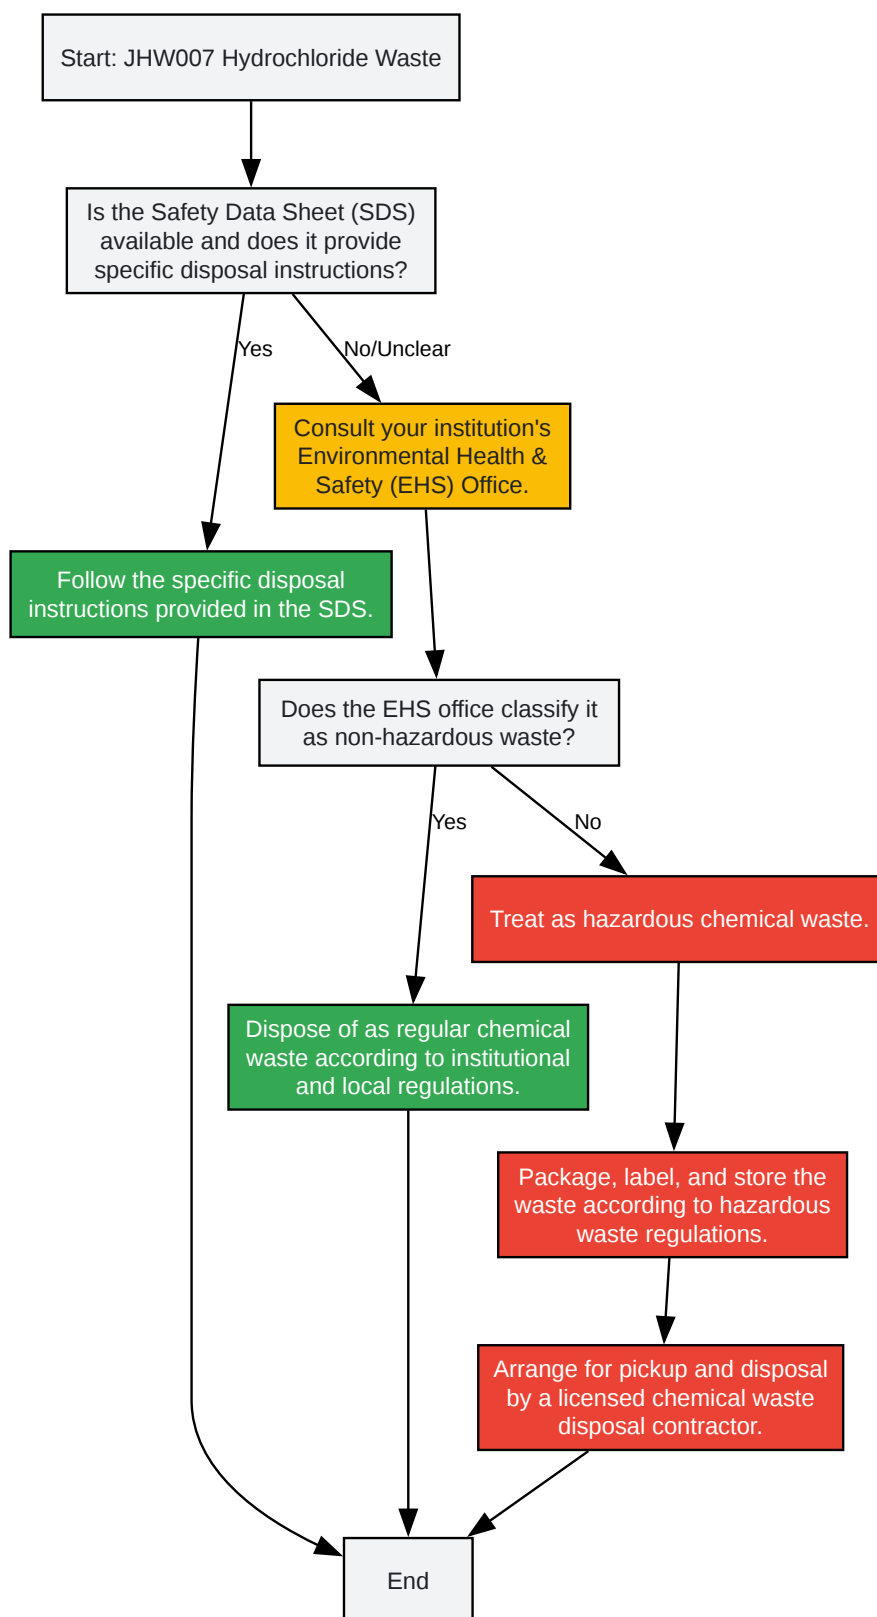 Start: JHW007 Hydrochloride Waste
Is the Safety Data Sheet (SDS)
available and does it provide
specific disposal instructions?
Yes
No/Unclear
Consult your institution's
Environmental Health &
Safety (EHS) Office.
Follow the specific disposal
instructions provided in the SDS.
Does the EHS office classify it
as non-hazardous waste?
Yes
No
Treat as hazardous chemical waste.
Dispose of as regular chemical
waste according to institutional
and local regulations.
Package, label, and store the
waste according to hazardous
waste regulations.
Arrange for pickup and disposal
by a licensed chemical waste
disposal contractor.
End